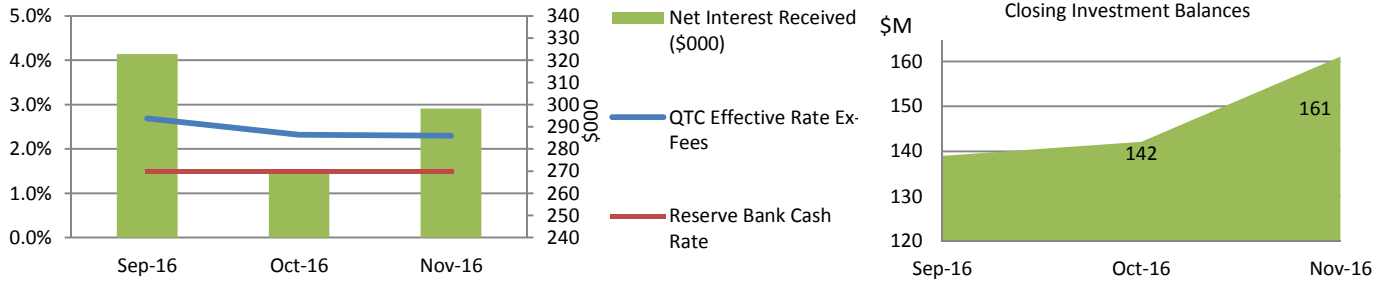 5.0%
4.0%
3.0%
2.0%
1.0%
0.0%
340
330
320
310
300
290
280
270
260
250
240
$000
Sep-16 Oct-16 Nov-16
Net Interest Received
($000)
QTC Effective Rate Ex-
Fees
Reserve Bank Cash
Rate
Closing Investment Balances
$M
160
150
140
130
120
142
161
Sep-16 Oct-16 Nov-16